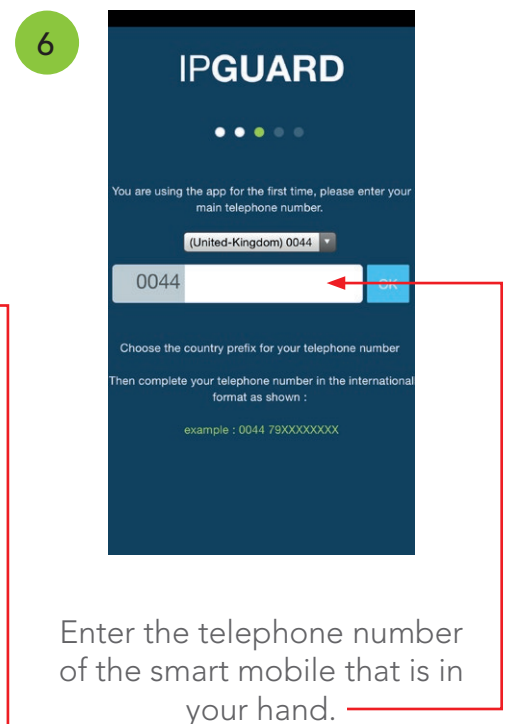 6
IPGUARD
You are using the app for the first time, please enter your
main telephone number.
(United-Kingdom) 0044
0044
OK
Choose the country prefix for your telephone number
Then complete your telephone number in the international
format as shown :
example : 0044 79XXXXXXXX
Enter the telephone number
of the smart mobile that is in
your hand.